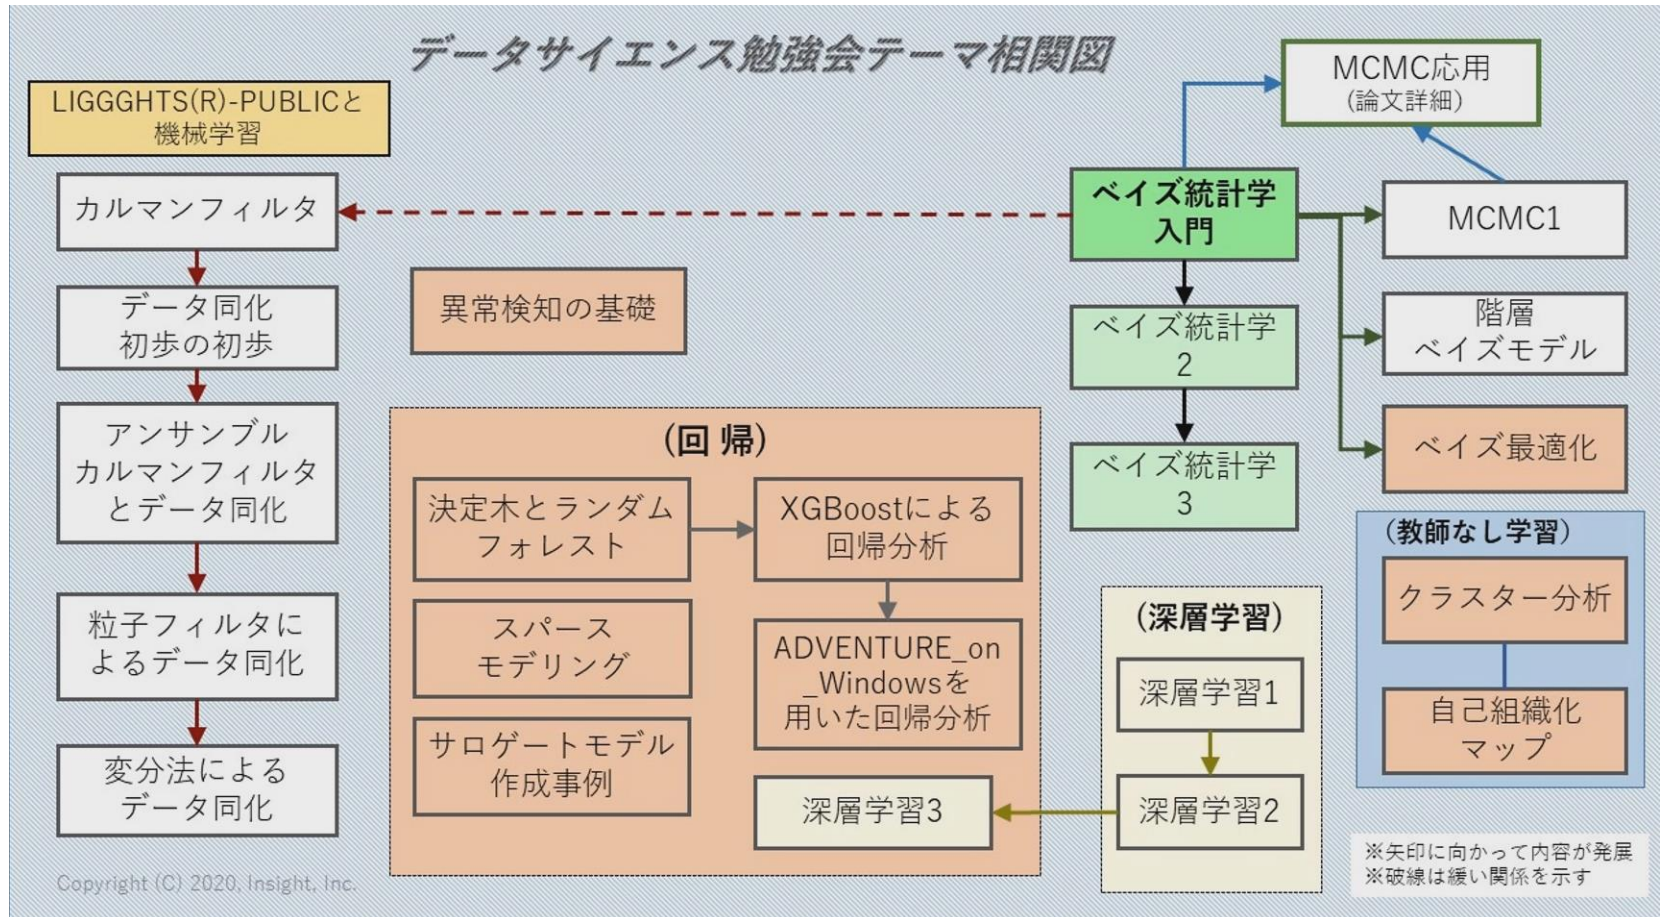 データサイエンス勉強会テーマ相関図
LIGGGHTS(R)-PUBLICと
機械学習
カルマンフィルタ
データ同化
初歩の初歩
アンサンブル
カルマンフィルタ
とデータ同化
粒子フィルタに
よるデータ同化
変分法による
データ同化
異常検知の基礎
(回 帰)
決定木とランダム
フォレスト
スパース
モデリング
サロゲートモデル
作成事例
XGBoostによる
回帰分析
ADVENTURE_on
_Windowsを
用いた回帰分析
深層学習3
MCMC応用
(論文詳細)
ベイズ統計学
入門
ベイズ統計学
2
ベイズ統計学
3
MCMC1
階層
ベイズモデル
ベイズ最適化
(深層学習)
深層学習1
深層学習2
(教師なし学習)
クラスター分析
自己組織化
マップ
※矢印に向かって内容が発展
※破線は緩い関係を示す
Copyright (C) 2020, Insight, Inc.